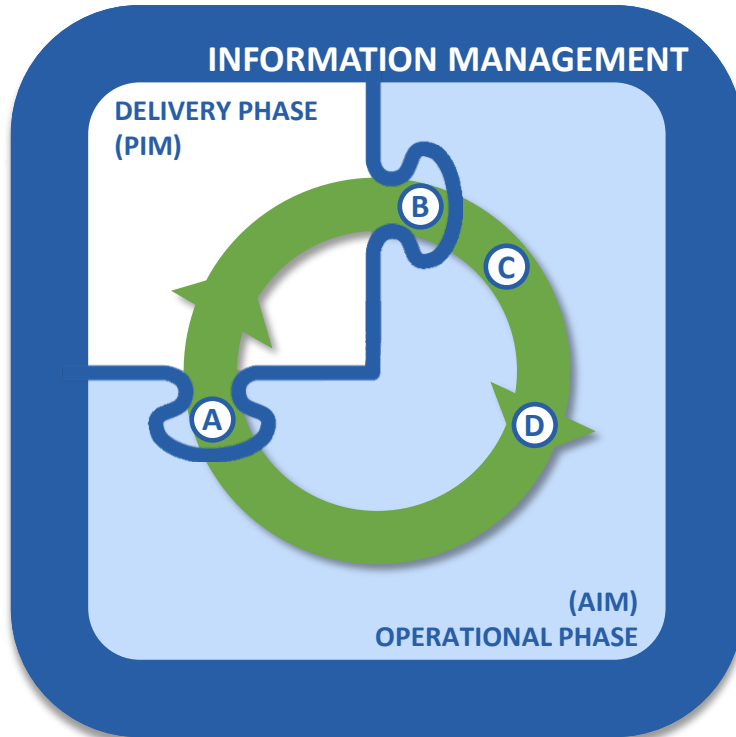 INFORMATION MANAGEMENT
DELIVERY PHASE
(PIM)
B
C
A
D
(AIM)
OPERATIONAL PHASE